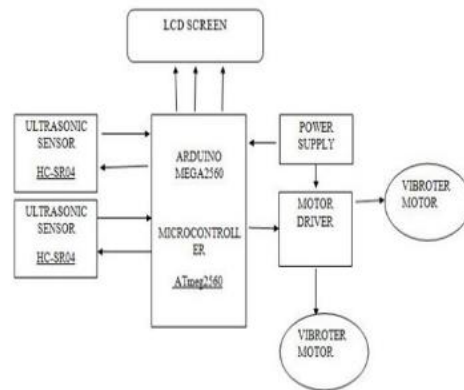 LCD SCREEN
ULTRASONIC
SENSOR
HC-SR04
ULTRASONIC
SENSOR
HC-SR04
ARDUINO
MEGA2560
MICROCONTROLL
ER
ATmeg2560
POWER
SUPPLY
MOTOR
DRIVER
VIBROTER
MOTOR
VIBROTER
MOTOR